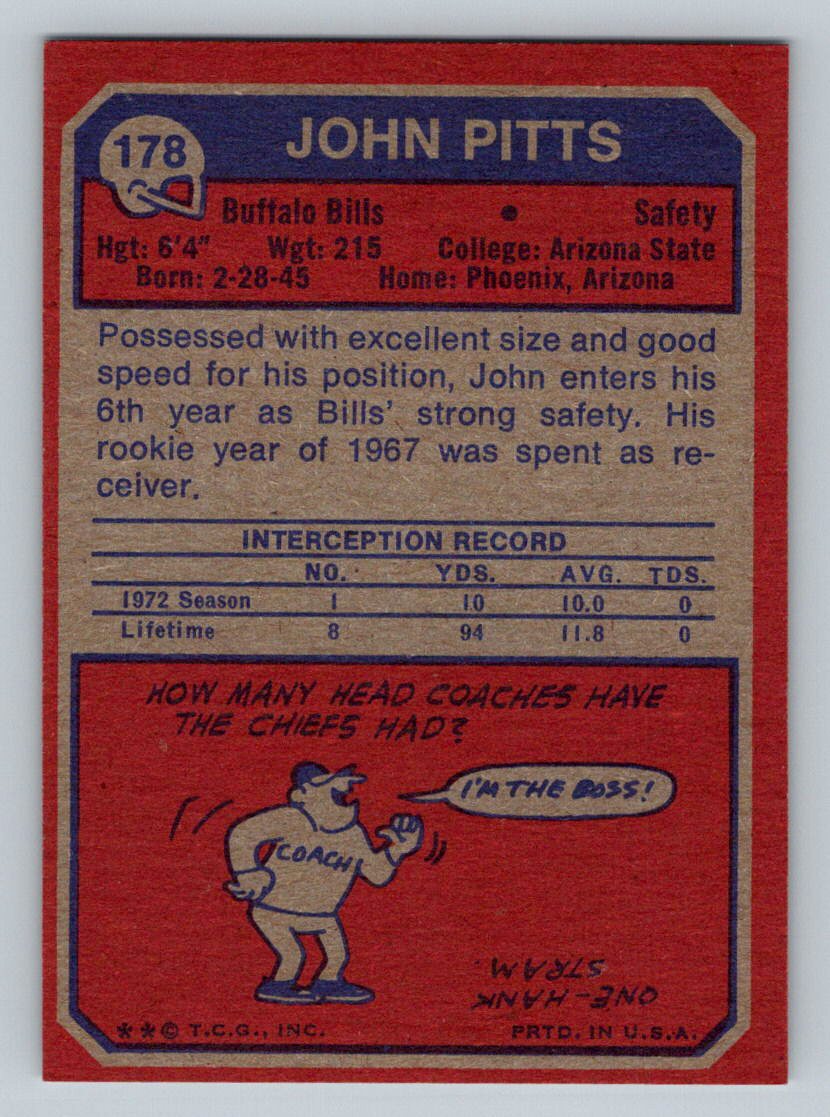 178
JOHN PITTS
Buffalo Bills • Safety
Hgt: 6'4" Wgt: 215 College: Arizona State
Born: 2-28-45 Home: Phoenix, Arizona
Possessed with excellent size and good
speed for his position, John enters his
6th year as Bills' strong safety. His
rookie year of 1967 was spent as re-
ceiver.
INTERCEPTION RECORD
NO. YDS. AVG. TDS.
1972 Season 1 10 10.0 0
Lifetime 8 94 11.8 0
HOW MANY HEAD COACHES HAVE
THE CHIEFS HAD?
I'M THE BOSS!
COACH
ONE-HANK
STRAM.
**© T.C.G., INC. PRTD. IN U.S.A.